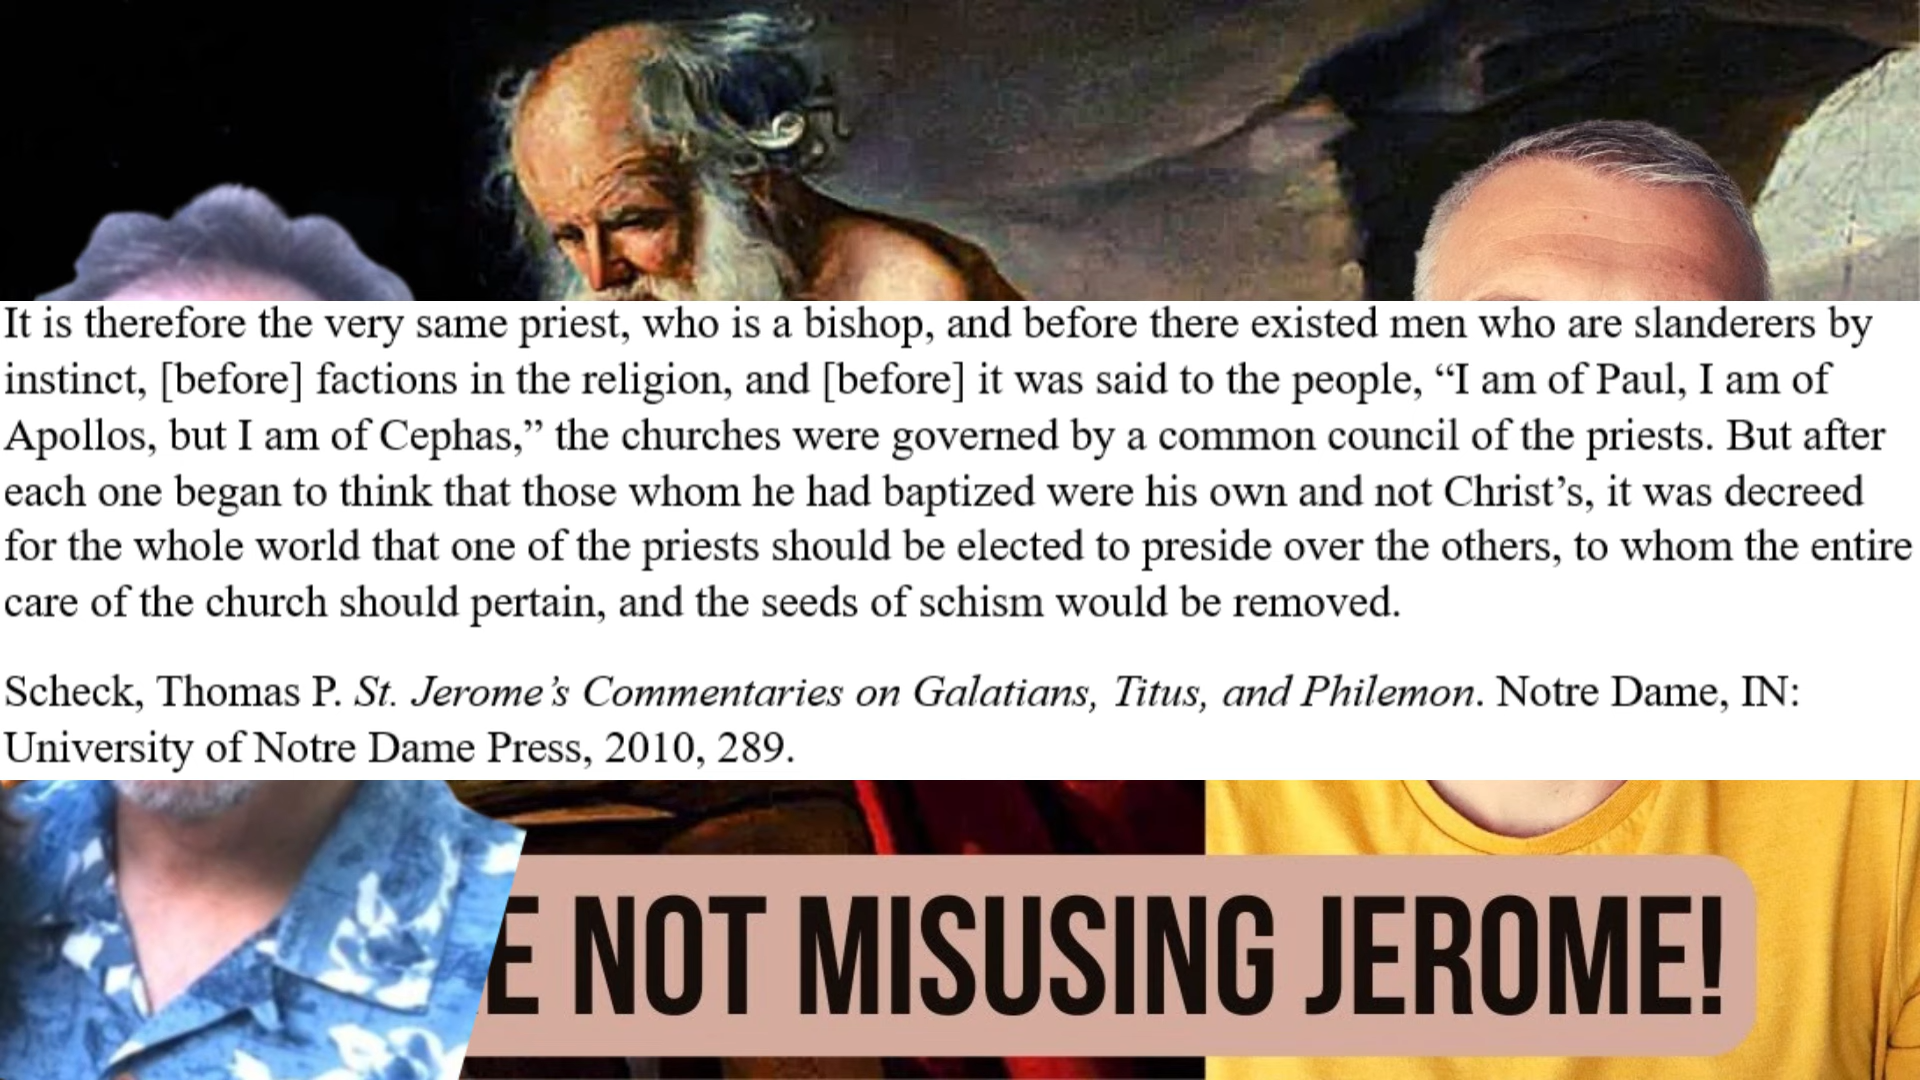 It is therefore the very same priest, who is a bishop, and before there existed men who are slanderers by
instinct, [before] factions in the religion, and [before] it was said to the people, “I am of Paul, I am of
Apollos, but I am of Cephas,” the churches were governed by a common council of the priests. But after
each one began to think that those whom he had baptized were his own and not Christ’s, it was decreed
for the whole world that one of the priests should be elected to preside over the others, to whom the entire
care of the church should pertain, and the seeds of schism would be removed.
Scheck, Thomas P. St. Jerome’s Commentaries on Galatians, Titus, and Philemon. Notre Dame, IN:
University of Notre Dame Press, 2010, 289.
E NOT MISUSING JEROME!